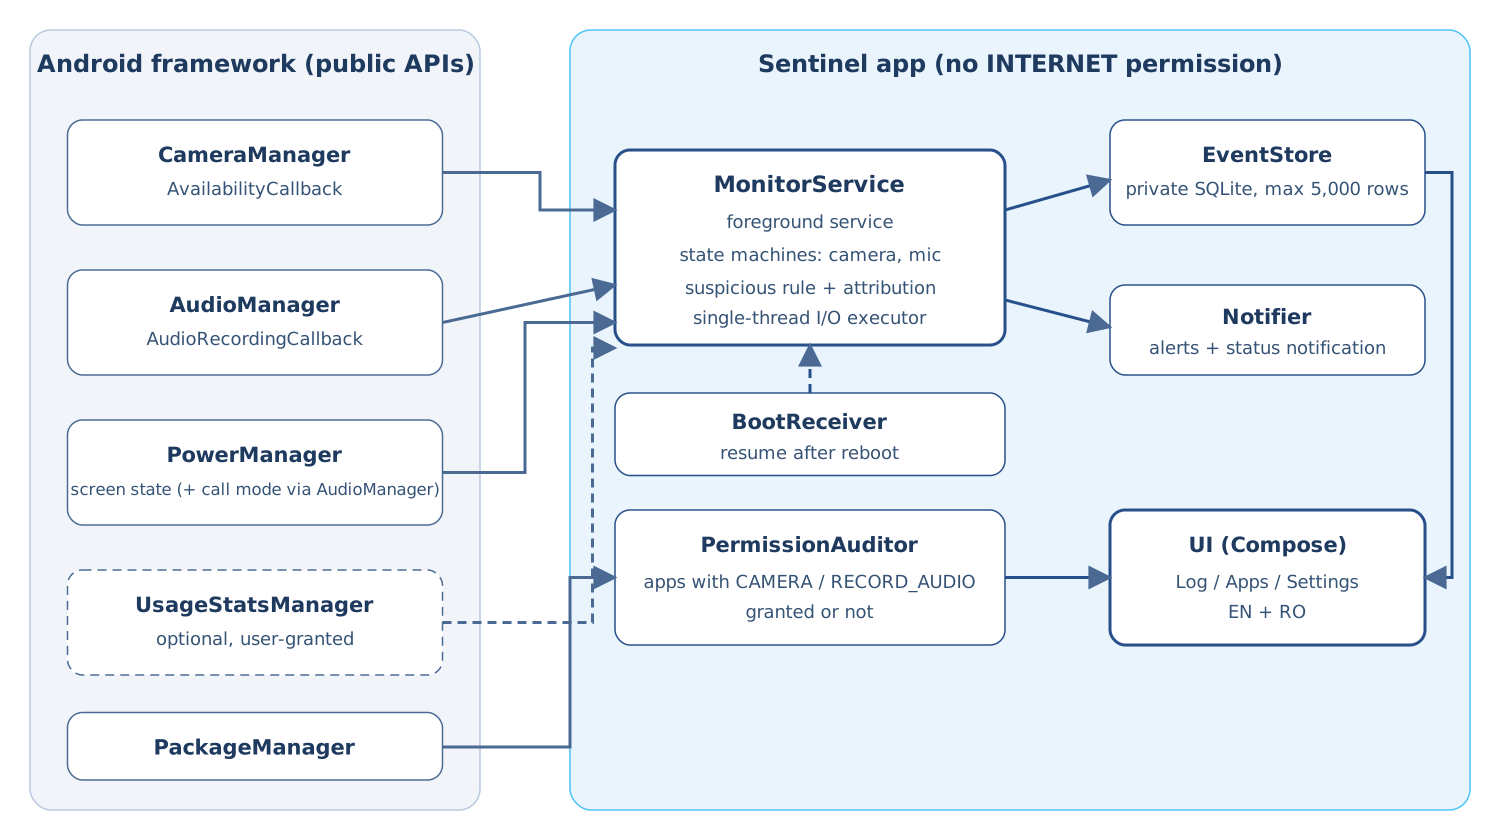 Android framework (public APIs)
CameraManager
AvailabilityCallback
AudioManager
AudioRecordingCallback
PowerManager
screen state (+ call mode via AudioManager)
UsageStatsManager
optional, user-granted
PackageManager
Sentinel app (no INTERNET permission)
MonitorService
foreground service
state machines: camera, mic
suspicious rule + attribution
single-thread I/O executor
BootReceiver
resume after reboot
PermissionAuditor
apps with CAMERA / RECORD_AUDIO
granted or not
EventStore
private SQLite, max 5,000 rows
Notifier
alerts + status notification
UI (Compose)
Log / Apps / Settings
EN + RO